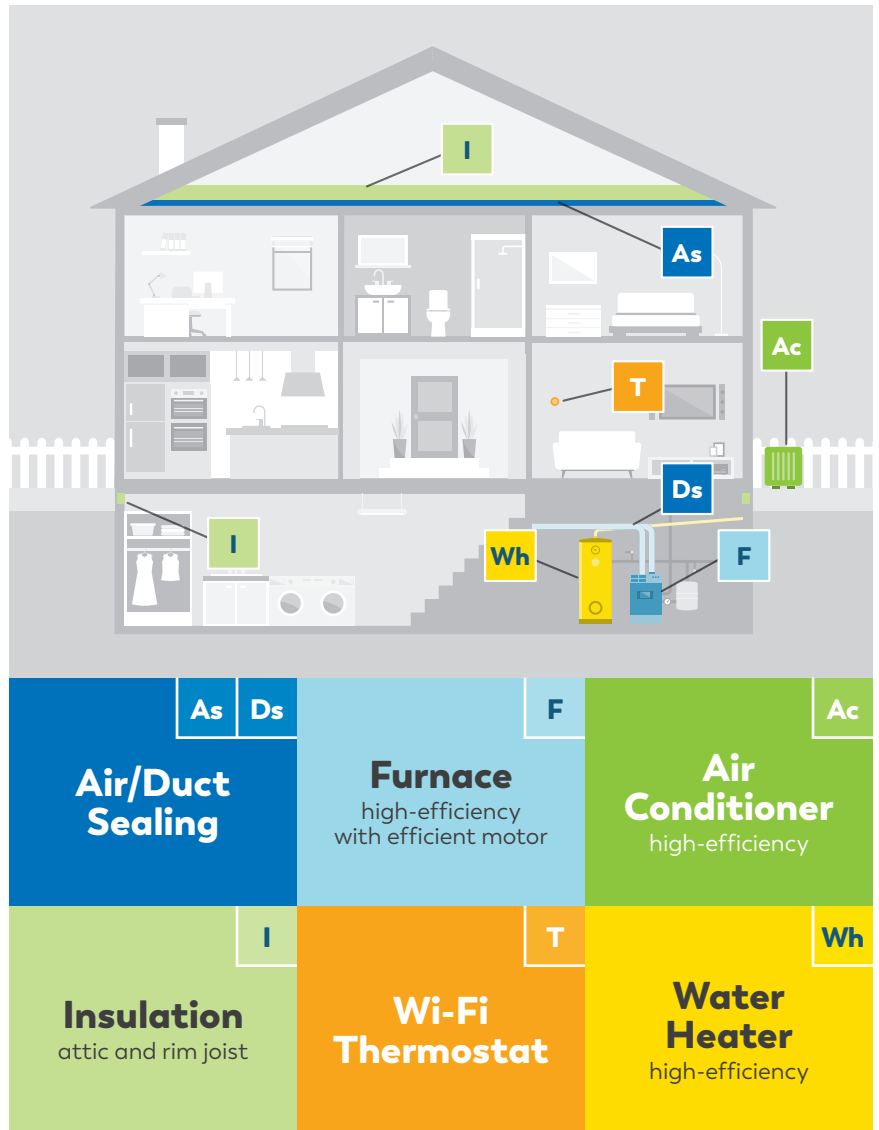 I
As
Ac
T
Ds
I
Wh
F
As Ds
Air/Duct
Sealing
F
Furnace
high-efficiency
with efficient motor
Ac
Air
Conditioner
high-efficiency
I
Insulation
attic and rim joist
T
Wi-Fi
Thermostat
Wh
Water
Heater
high-efficiency